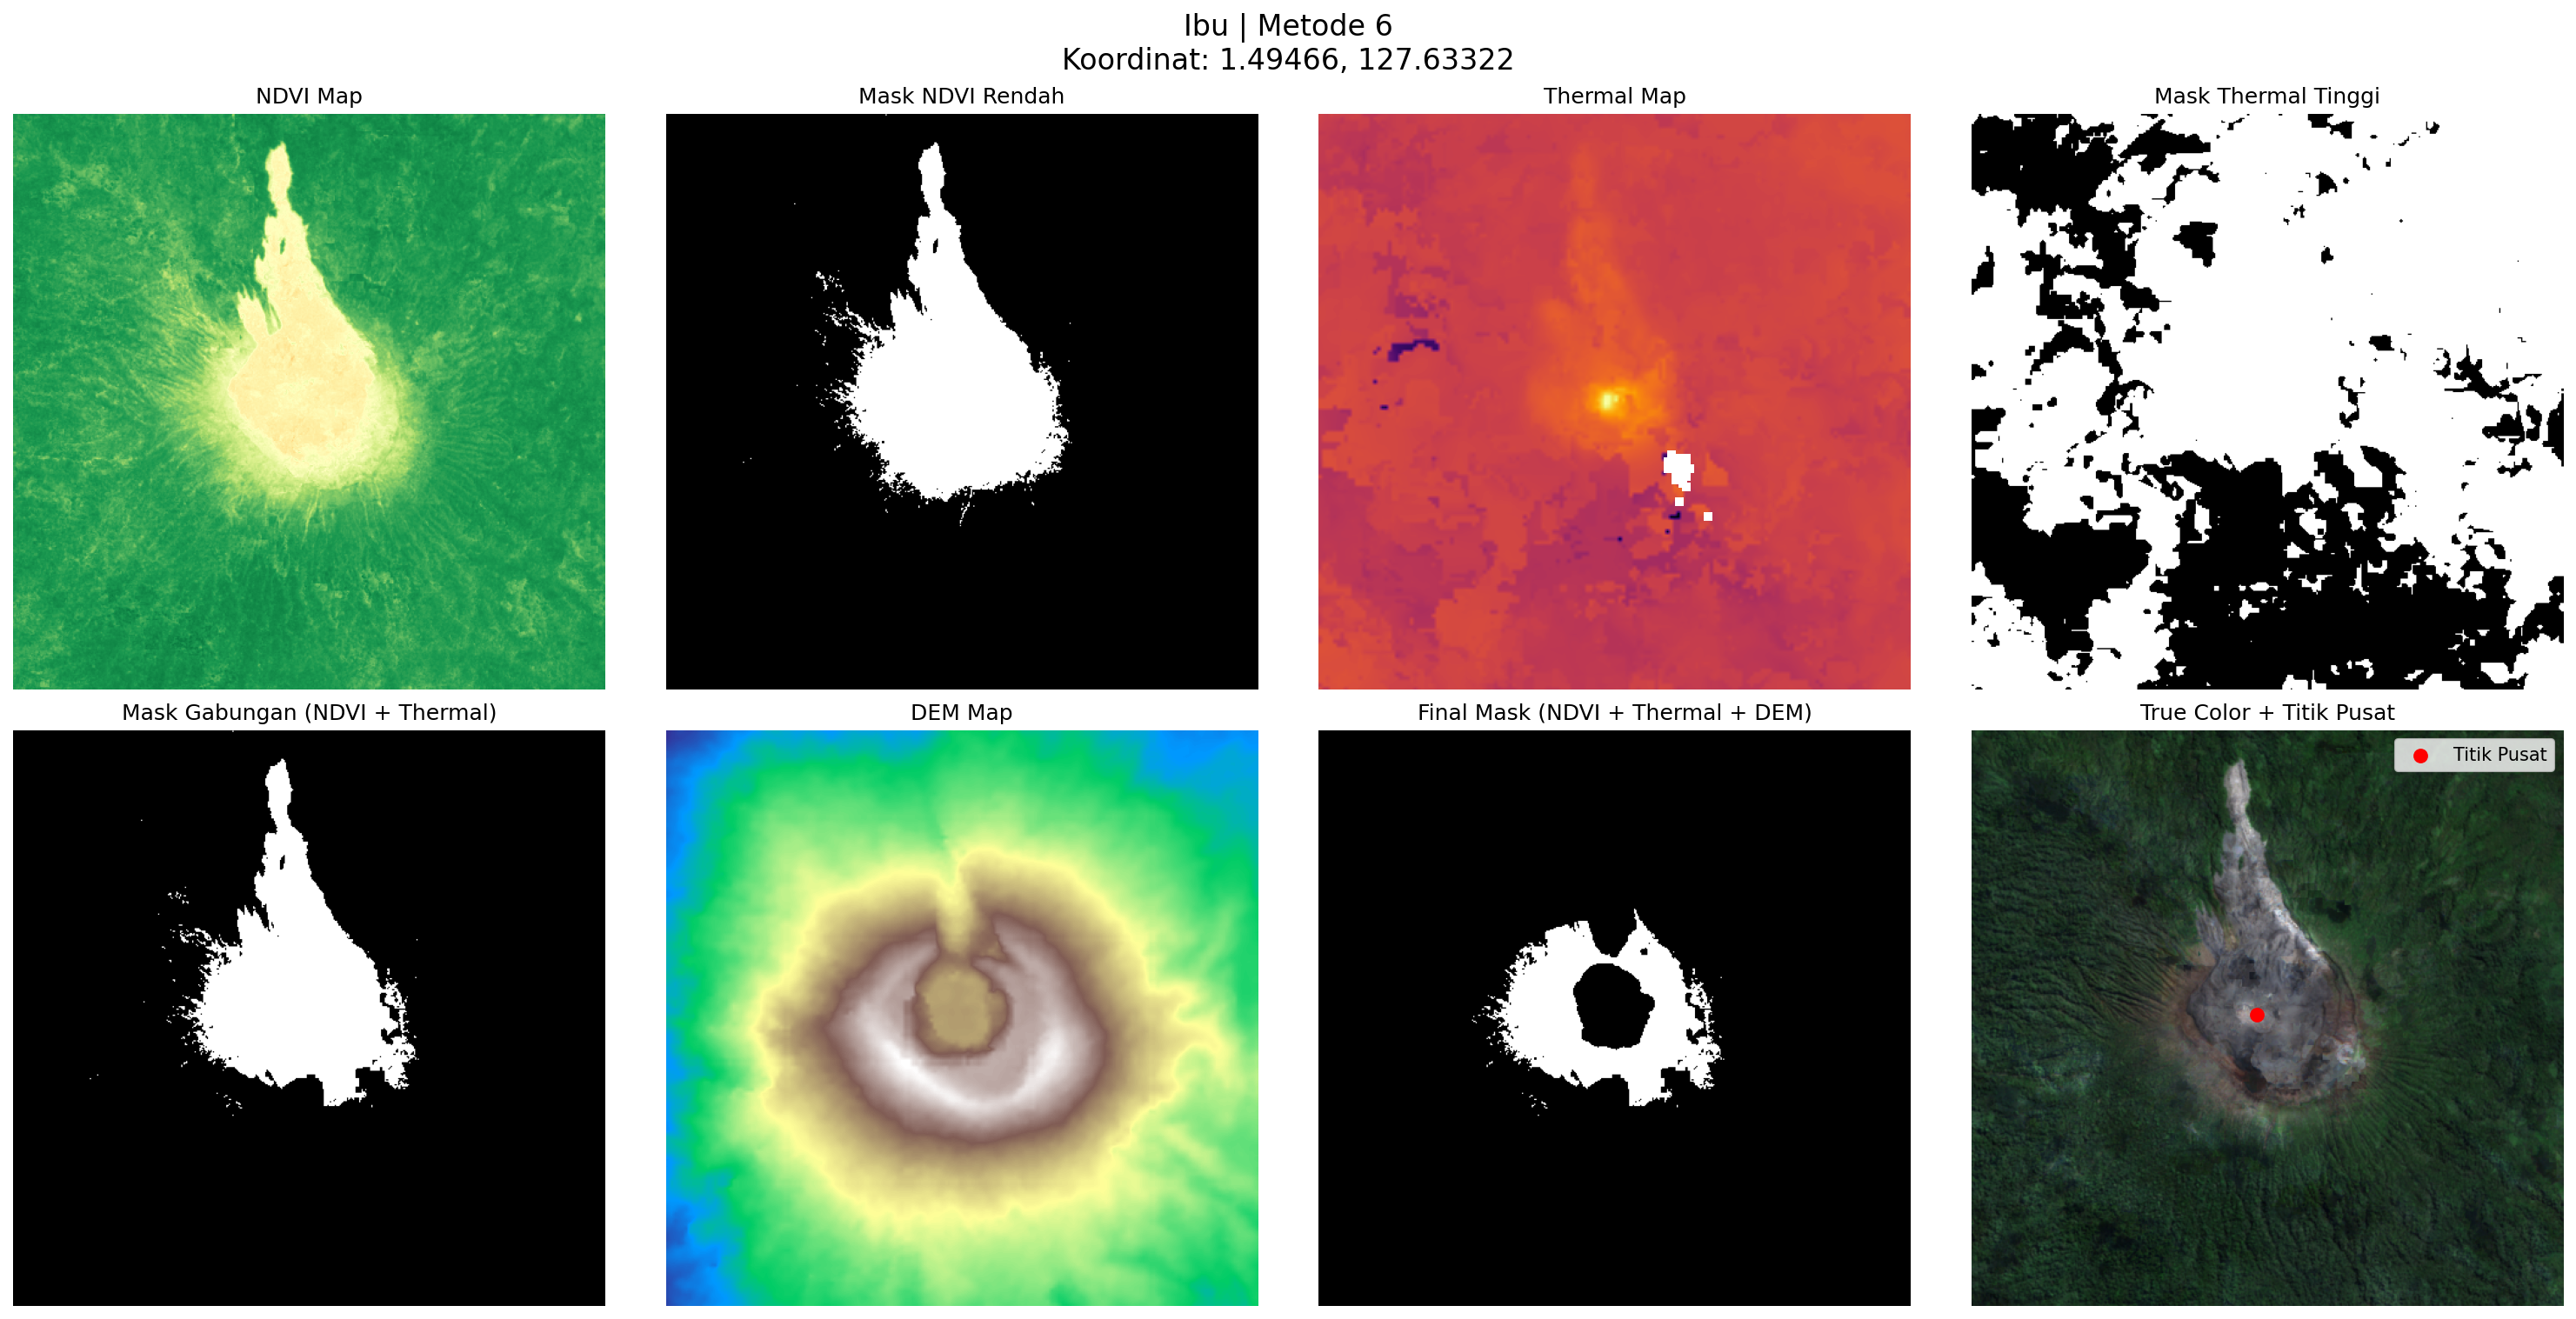 Ibu | Metode 6
Koordinat: 1.49466, 127.63322
NDVI Map
Mask NDVI Rendah
Thermal Map
Mask Thermal Tinggi
Mask Gabungan (NDVI + Thermal)
DEM Map
Final Mask (NDVI + Thermal + DEM)
True Color + Titik Pusat
Titik Pusat